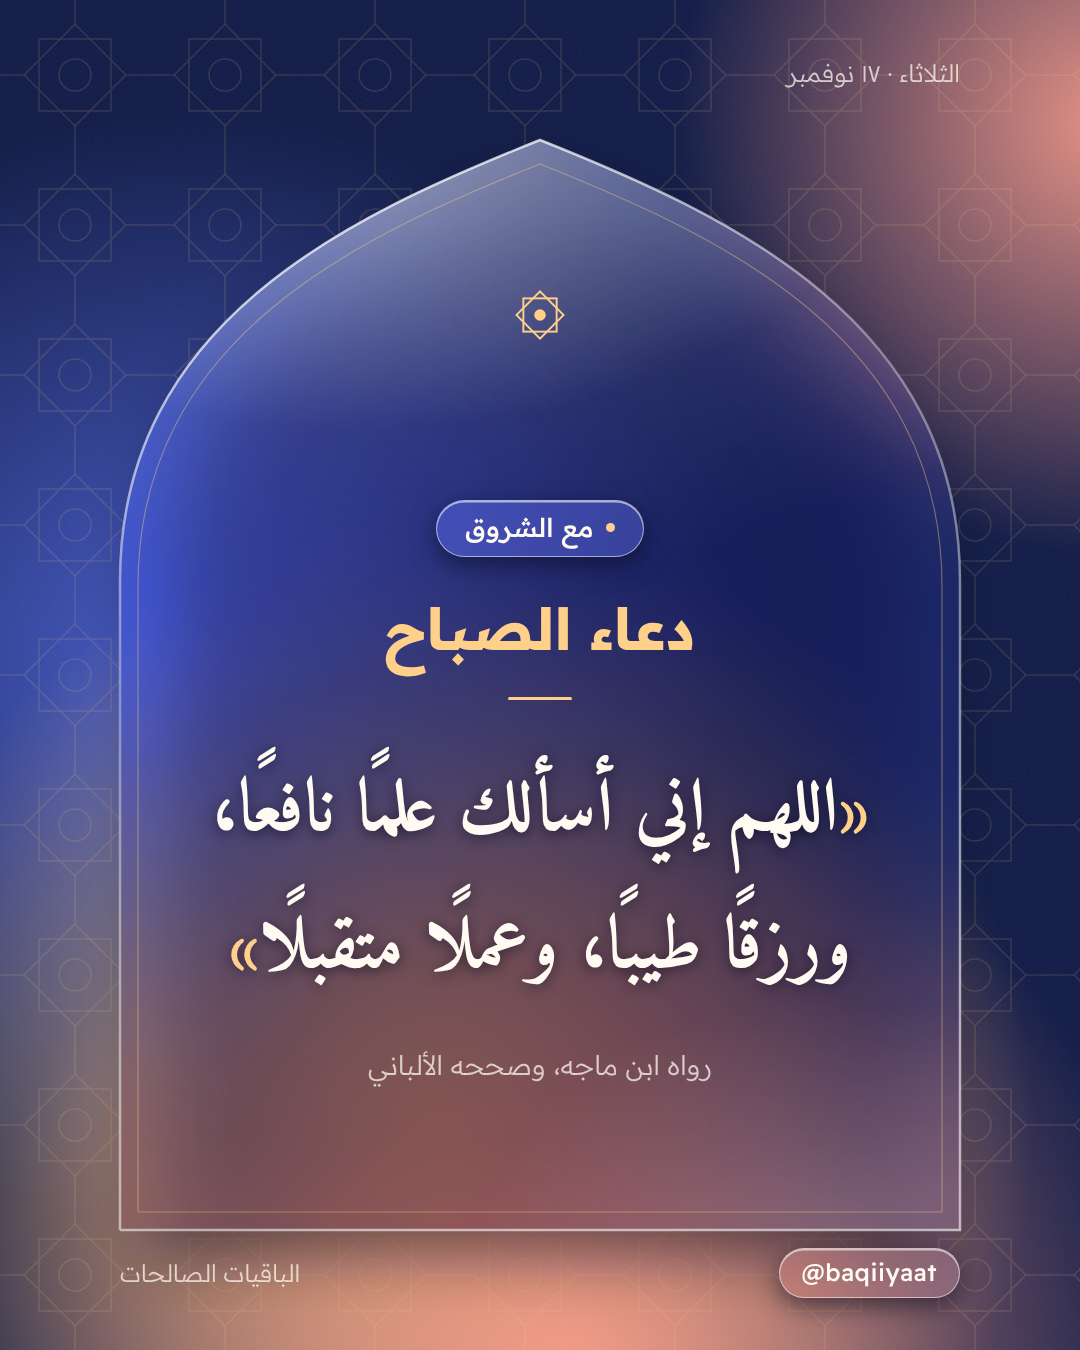 الثلاثاء · ١٧ نوفمبر
مع الشروق
دعاء الصباح
«اللهم إني أسألك علمًا نافعًا،
ورزقًا طيبًا، وعملًا متقبلًا»
رواه ابن ماجه، وصححه الألباني
@baqiiyaat
الباقيات الصالحات